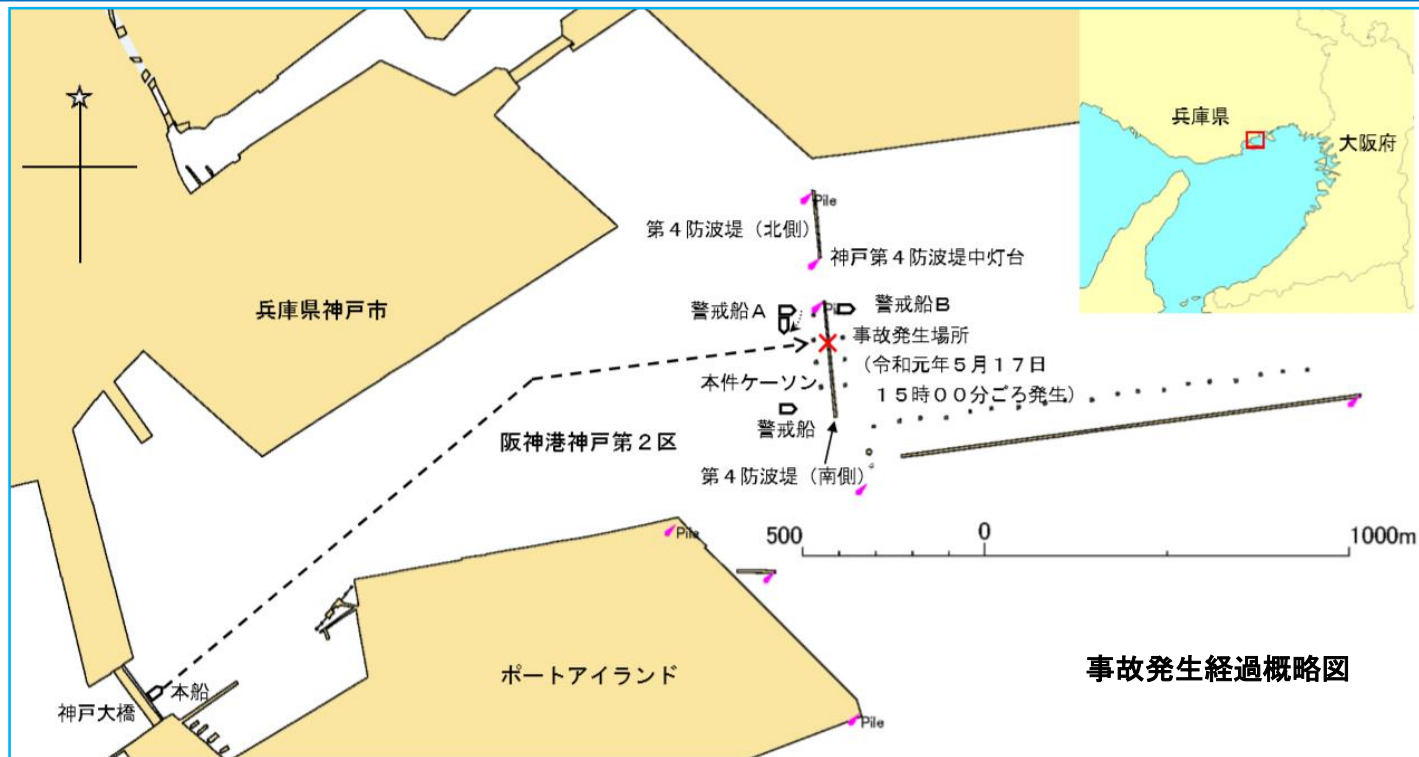 兵庫県
大阪府
Pile
第４防波堤（北側）
神戸第４防波堤中灯台
兵庫県神戸市
警戒船Ａ
警戒船Ｂ
事故発生場所
（令和元年５月１７日
１５時００分ごろ発生）
本件ケーソン
警戒船
阪神港神戸第２区
第４防波堤（南側）
Pile
500
0
1000m
ポートアイランド
事故発生経過概略図
本船
神戸大橋
Pile